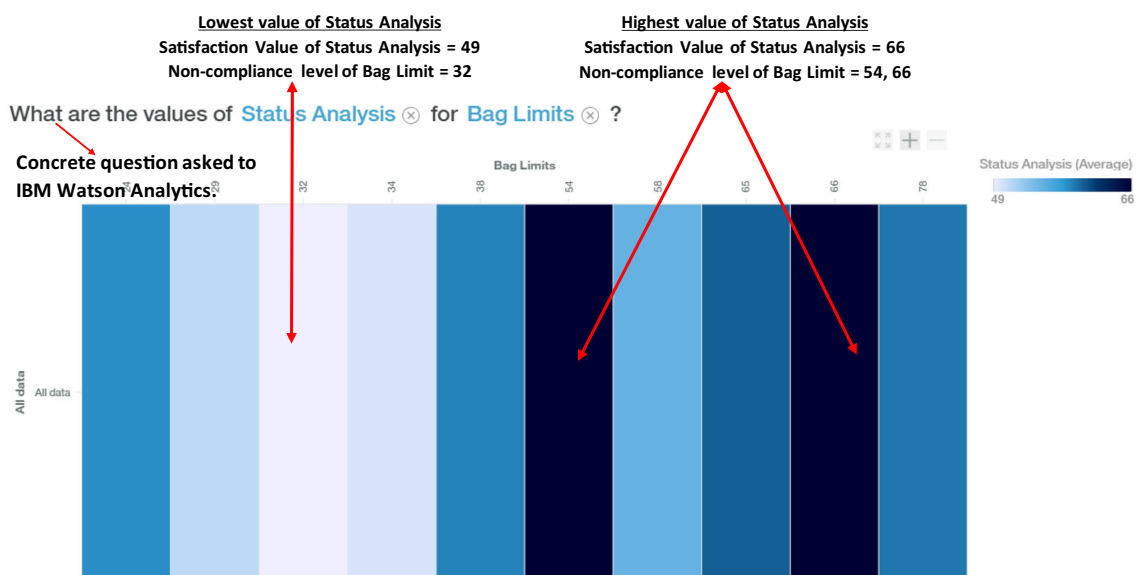 Lowest value of Status Analysis
Satisfaction Value of Status Analysis = 49
Non-compliance level of Bag Limit = 32
Highest value of Status Analysis
Satisfaction Value of Status Analysis = 66
Non-compliance level of Bag Limit = 54, 66
What are the values of Status Analysis for Bag Limits ?
Concrete question asked to
IBM Watson Analytics.
Bag Limits
24 29 32 34 38 54 58 65 66 78
Status Analysis (Average)
49 66
All data
All data